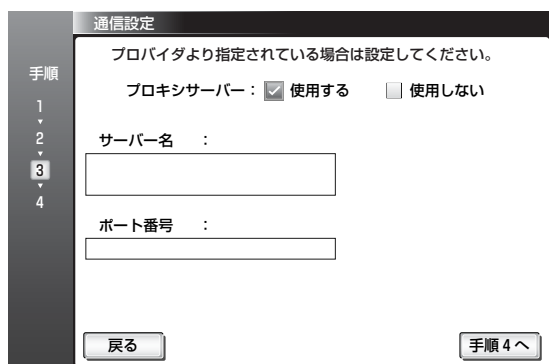 通信設定
プロバイダより指定されている場合は設定してください。
手順
1
2
3
4
プロキシサーバー： 使用する 使用しない
サーバー名 ：
ポート番号 ：
戻る 手順4へ